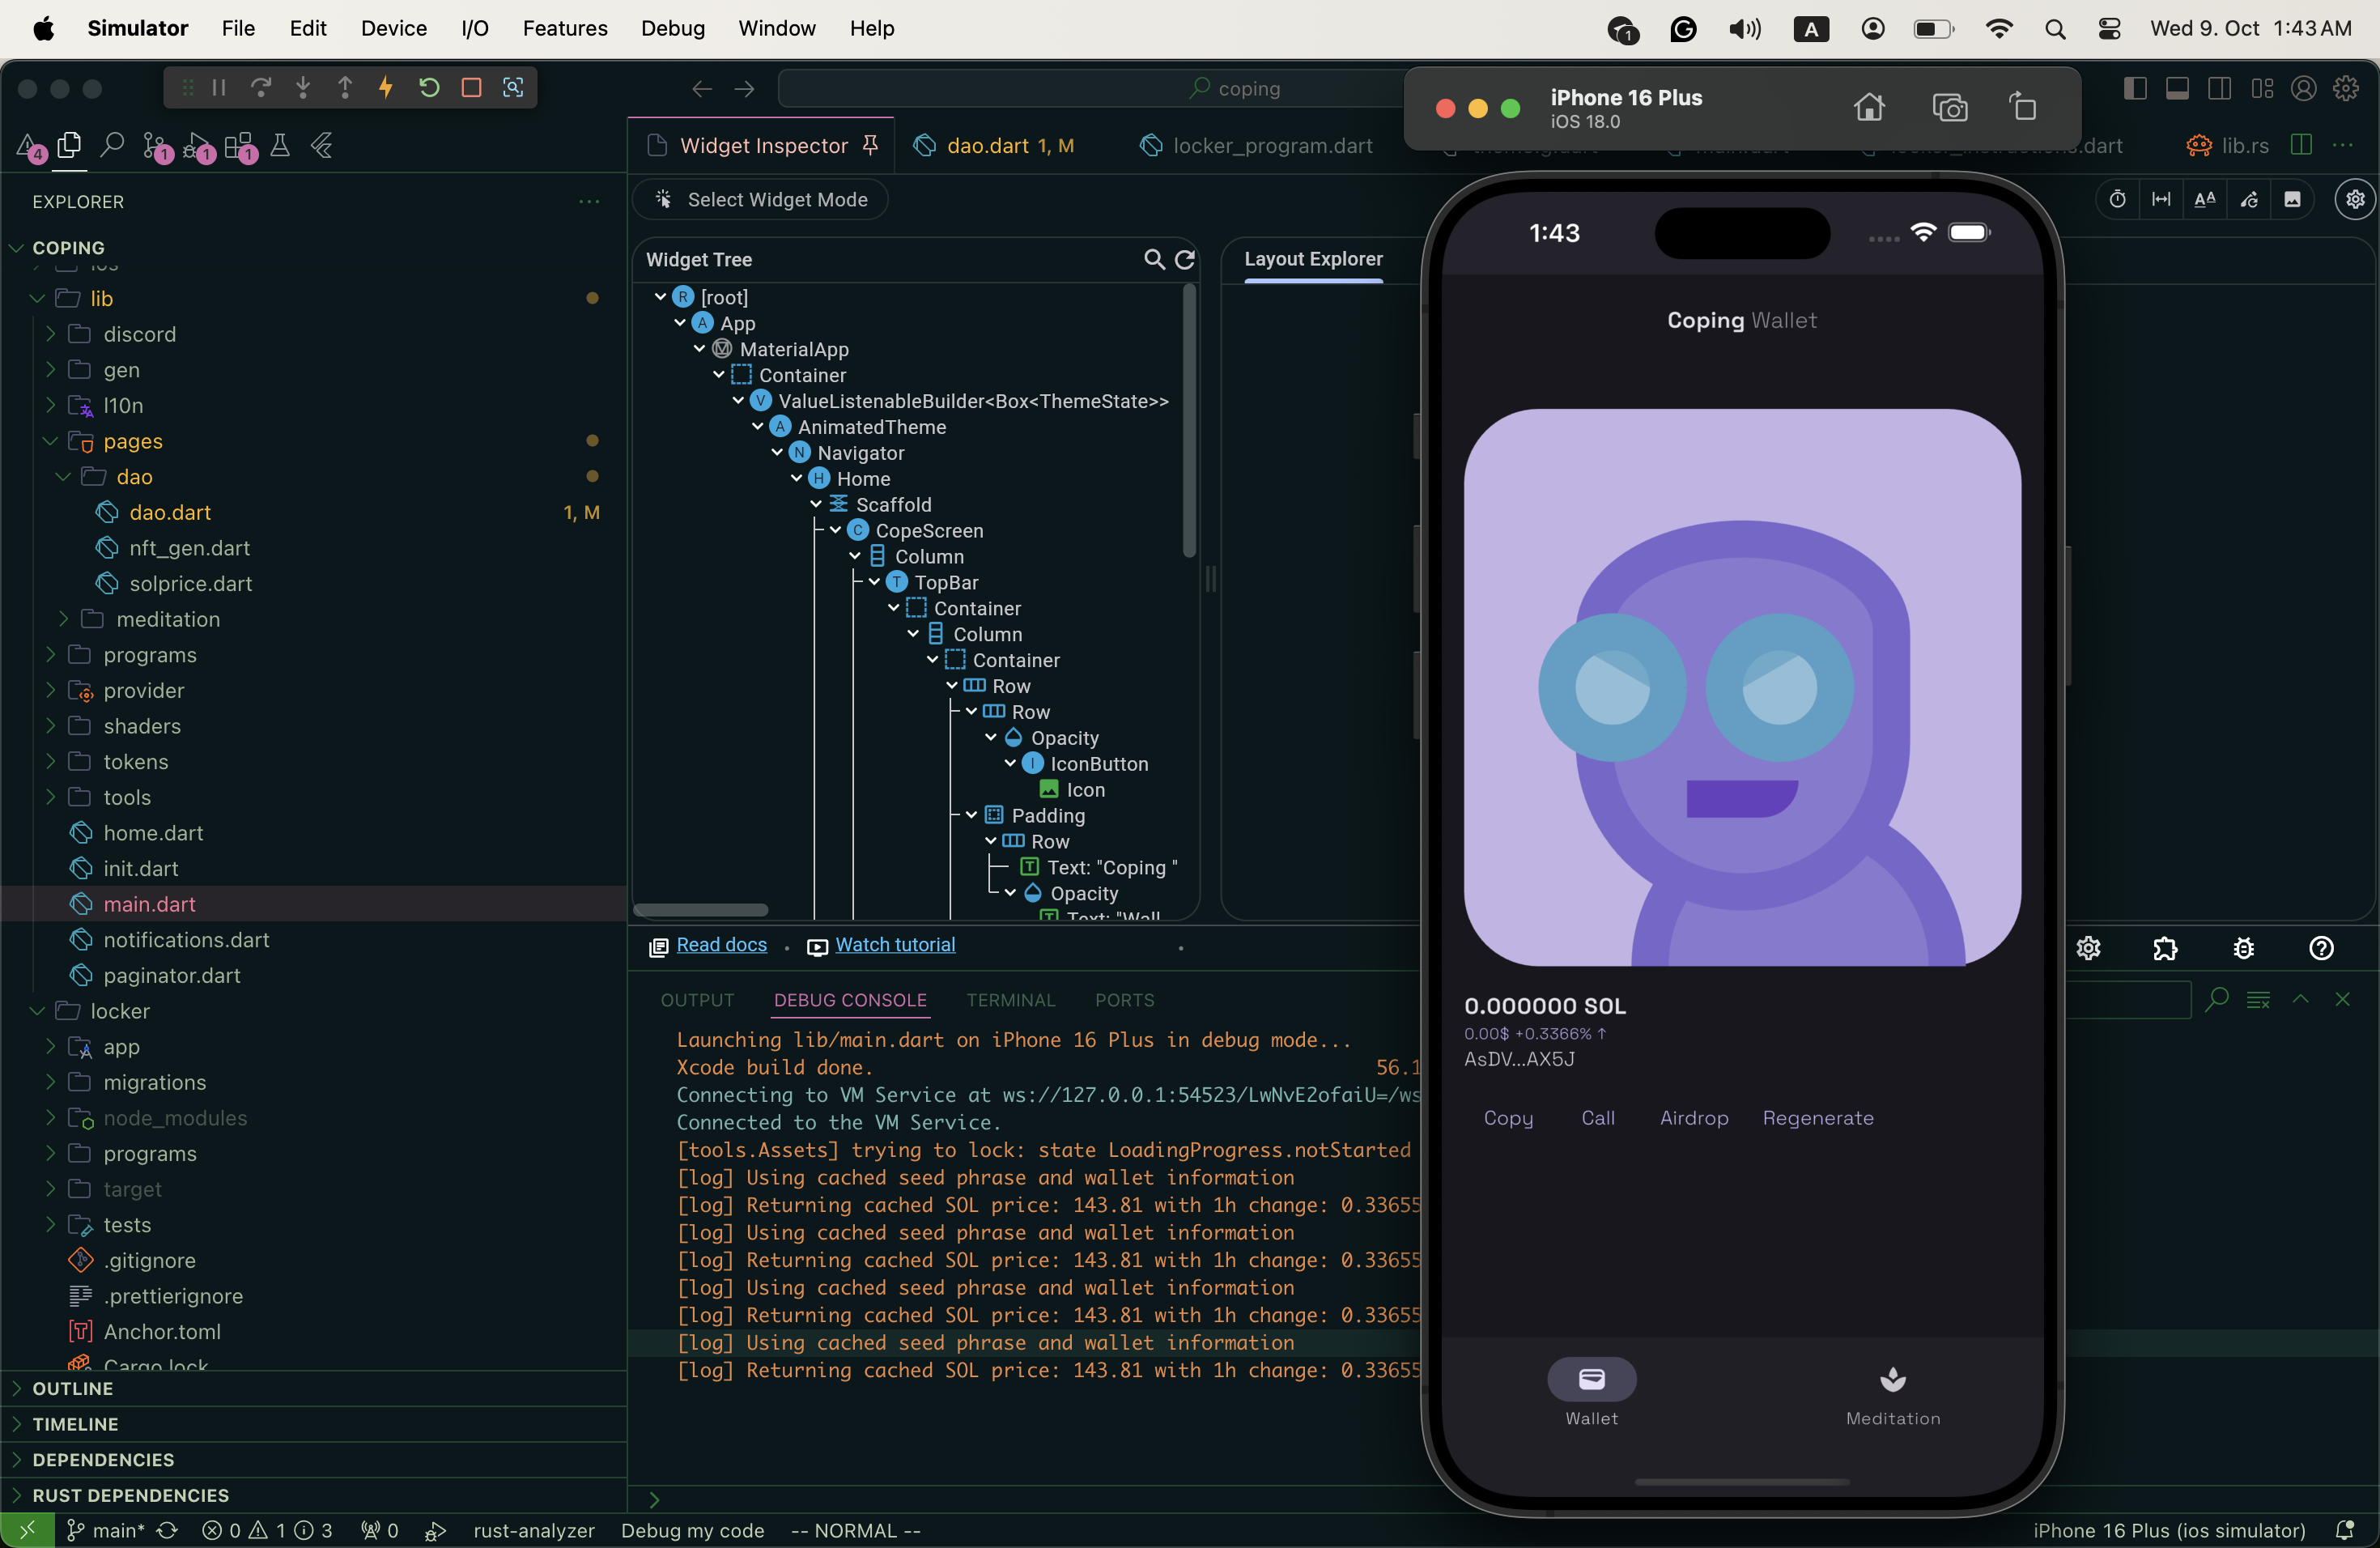 Simulator File Edit Device I/O Features Debug Window Help
1 A Wed 9. Oct 1:43 AM
coping
iPhone 16 Plus
iOS 18.0
4 1 1 1
Widget Inspector
dao.dart 1, M
locker_program.dart
lib.rs
EXPLORER
Select Widget Mode
COPING
lib
discord
gen
l10n
pages
dao
dao.dart 1, M
nft_gen.dart
solprice.dart
meditation
programs
provider
shaders
tokens
tools
home.dart
init.dart
main.dart
notifications.dart
paginator.dart
locker
app
migrations
node_modules
programs
target
tests
.gitignore
.prettierignore
Anchor.toml
Cargo.lock
OUTLINE
TIMELINE
DEPENDENCIES
RUST DEPENDENCIES
Widget Tree
Layout Explorer
R [root]
A App
MaterialApp
Container
V ValueListenableBuilder<Box<ThemeState>>
A AnimatedTheme
N Navigator
H Home
Scaffold
C CopeScreen
Column
T TopBar
Container
Column
Container
Row
Row
Opacity
I IconButton
Icon
Padding
Row
T Text: "Coping "
Opacity
Text: "Wall
Read docs • Watch tutorial •
OUTPUT DEBUG CONSOLE TERMINAL PORTS
Launching lib/main.dart on iPhone 16 Plus in debug mode...
Xcode build done. 56.1
Connecting to VM Service at ws://127.0.0.1:54523/LwNvE2ofaiU=/ws
Connected to the VM Service.
[tools.Assets] trying to lock: state LoadingProgress.notStarted
[log] Using cached seed phrase and wallet information
[log] Returning cached SOL price: 143.81 with 1h change: 0.33655
[log] Using cached seed phrase and wallet information
[log] Returning cached SOL price: 143.81 with 1h change: 0.33655
[log] Using cached seed phrase and wallet information
[log] Returning cached SOL price: 143.81 with 1h change: 0.33655
[log] Using cached seed phrase and wallet information
[log] Returning cached SOL price: 143.81 with 1h change: 0.33655
1:43
Coping Wallet
0.000000 SOL
0.00$ +0.3366% ↑
AsDV...AX5J
Copy Call Airdrop Regenerate
Wallet Meditation
main* 0 1 3 0 rust-analyzer Debug my code -- NORMAL --
iPhone 16 Plus (ios simulator)